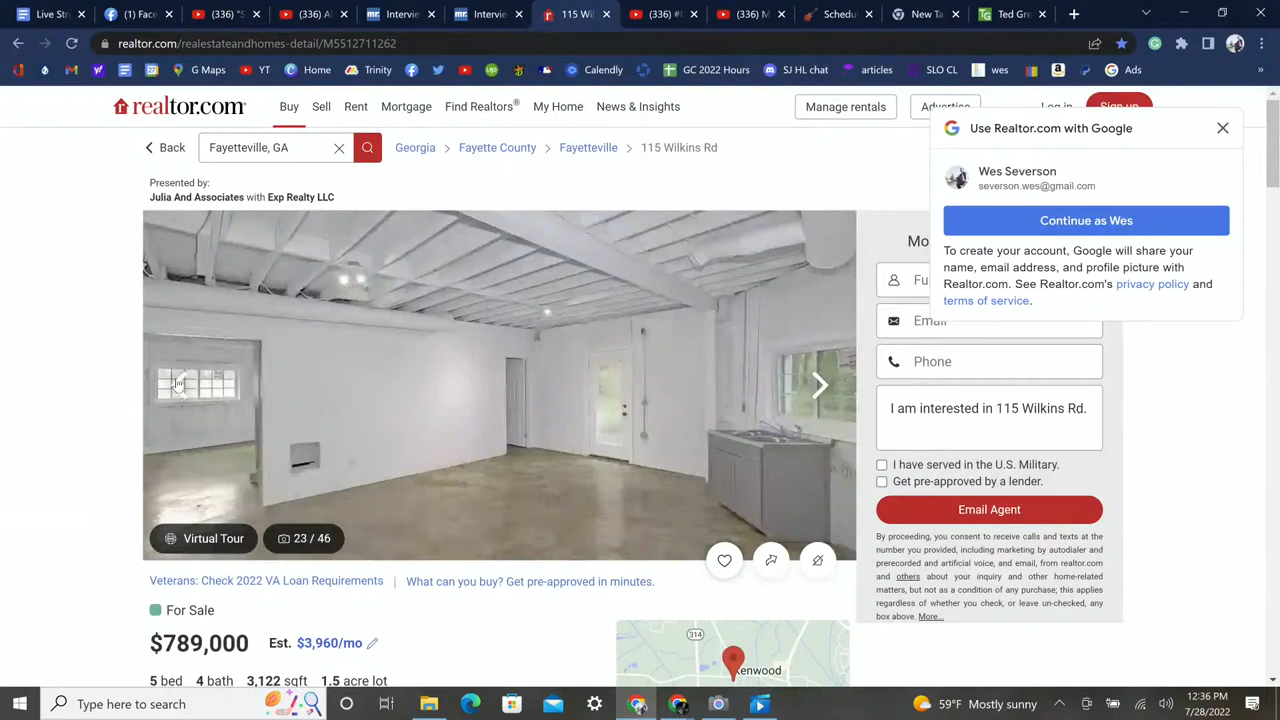 Live Stre
(336) "S
(336) Al
Interview
Interview
115 Wil
(336) #
(336) M
Schedul
New Ta
Ted Gre
realtor.com/realestateandhomes-detail/M5512711262
G Maps
YT
Home
Trinity
Calendly
GC 2022 Hours
SJ HL chat
articles
SLO CL
wes
Ads
realtor.com®
Buy
Sell
Rent
Mortgage
Find Realtors®
My Home
News & Insights
Manage rentals
Advertise
Log in
Sign up
Use Realtor.com with Google
Back
Fayetteville, GA
Georgia > Fayette County > Fayetteville > 115 Wilkins Rd
Wes Severson
severson.wes@gmail.com
Continue as Wes
To create your account, Google will share your
name, email address, and profile picture with
Realtor.com. See Realtor.com's privacy policy and
terms of service.
Presented by:
Julia And Associates with Exp Realty LLC
Mo
Fu
Email
Phone
I am interested in 115 Wilkins Rd.
I have served in the U.S. Military.
Get pre-approved by a lender.
Email Agent
By proceeding, you consent to receive calls and texts at the
number you provided, including marketing by autodialer and
prerecorded and artificial voice, and email, from realtor.com
and others about your inquiry and other home-related
matters, but not as a condition of any purchase; this applies
regardless of whether you check, or leave un-checked, any
box above. More...
Virtual Tour
23 / 46
Veterans: Check 2022 VA Loan Requirements | What can you buy? Get pre-approved in minutes.
For Sale
$789,000
Est. $3,960/mo
5 bed 4 bath 3,122 sqft 1.5 acre lot
314
Kenwood
Type here to search
59°F Mostly sunny
12:36 PM
7/28/2022